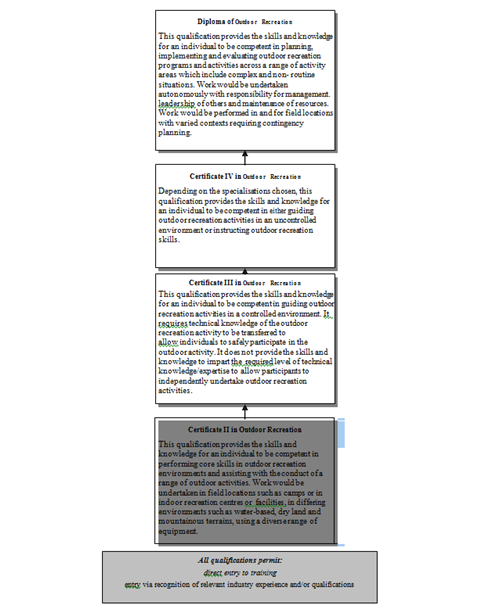 Diploma of Outdoor Recreation
This qualification provides the skills and knowledge
for an individual to be competent in planning,
implementing and evaluating outdoor recreation
programs and activities across a range of activity
areas which include complex and non- routine
situations. Work would be undertaken
autonomously with responsibility for management.
leadership of others and maintenance of resources.
Work would be performed in and for field locations
with varied contexts requiring contingency
planning.
Certificate IV in Outdoor Recreation
Depending on the specialisations chosen, this
qualification provides the skills and knowledge for
an individual to be competent in either guiding
outdoor recreation activities in an uncontrolled
environment or instructing outdoor recreation
skills.
Certificate III in Outdoor Recreation
This qualification provides the skills and knowledge
for an individual to be competent in guiding outdoor
recreation activities in a controlled environment. It
requires technical knowledge of the outdoor
recreation activity to be transferred to
allow individuals to safely participate in the
outdoor activity. It does not provide the skills and
knowledge to impart the required level of technical
knowledge/expertise to allow participants to
independently undertake outdoor recreation
activities.
Certificate II in Outdoor Recreation
This qualification provides the skills and
knowledge for an individual to be competent in
performing core skills in outdoor recreation
environments and assisting with the conduct of a
range of outdoor activities. Work would be
undertaken in field locations such as camps or in
indoor recreation centres or facilities, in differing
environments such as water-based, dry land and
mountainous terrains, using a diverse range of
equipment.
All qualifications permit:
direct entry to training
entry via recognition of relevant industry experience and/or qualifications